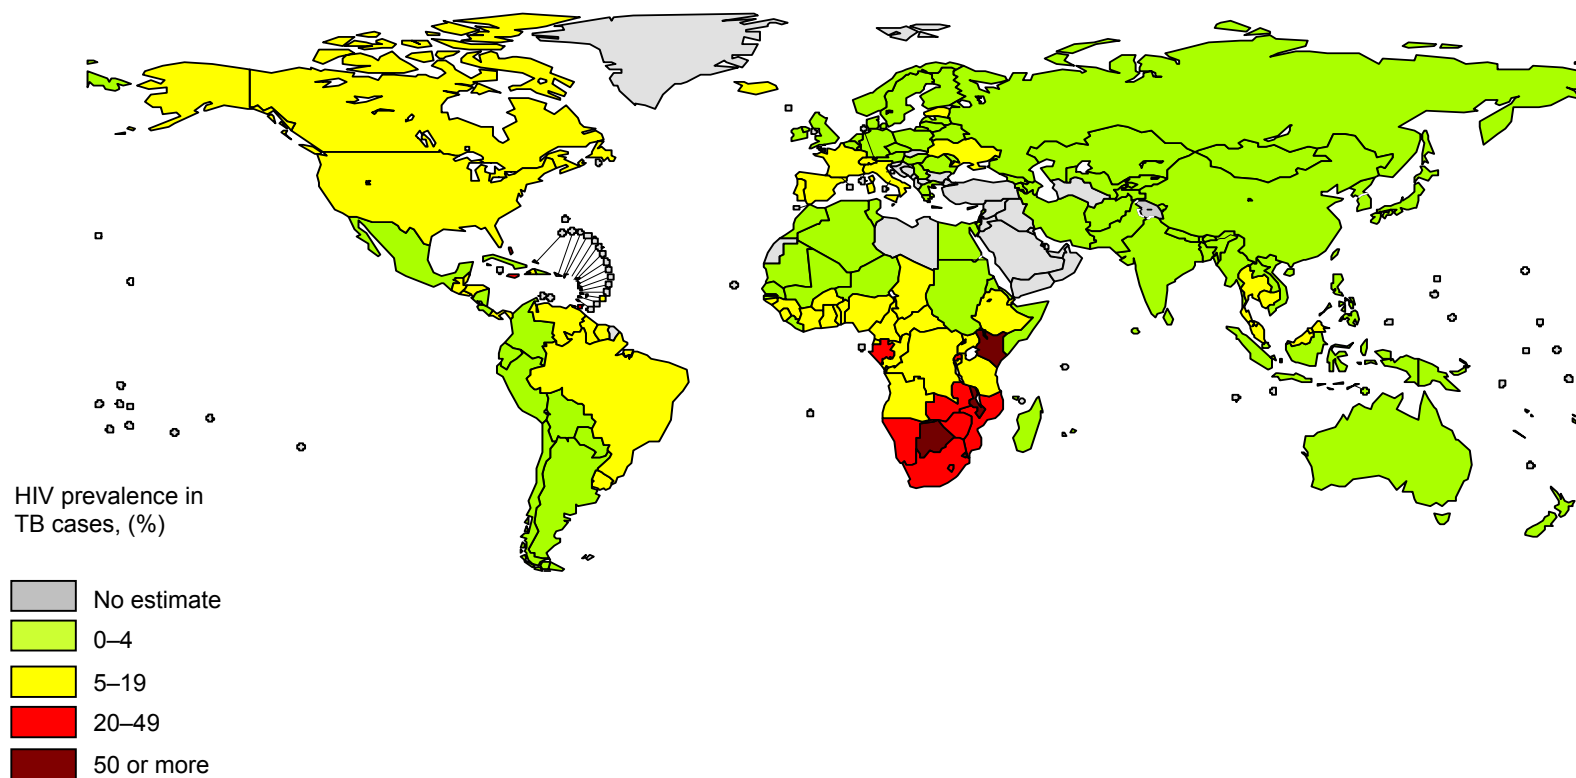 HIV prevalence in
TB cases, (%)
No estimate
0–4
5–19
20–49
50 or more